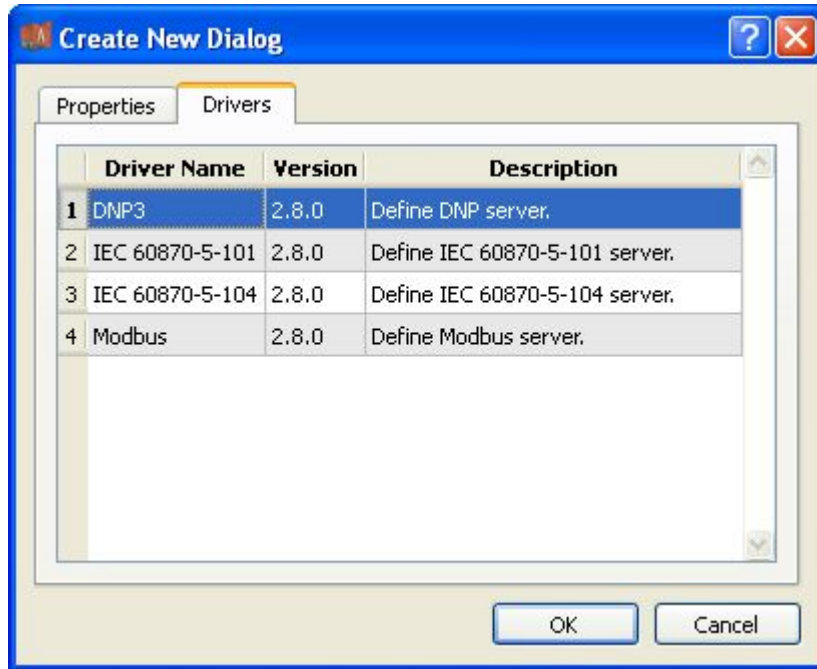 Create New Dialog
Properties Drivers
Driver Name Version Description
1 DNP3 2.8.0 Define DNP server.
2 IEC 60870-5-101 2.8.0 Define IEC 60870-5-101 server.
3 IEC 60870-5-104 2.8.0 Define IEC 60870-5-104 server.
4 Modbus 2.8.0 Define Modbus server.
OK Cancel